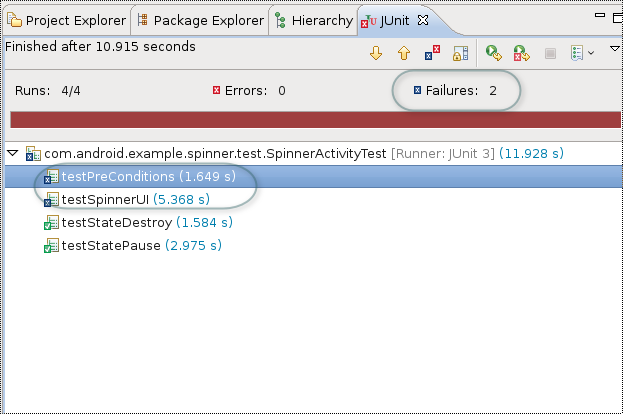 Project Explorer Package Explorer Hierarchy JUnit
Finished after 10.915 seconds
Runs: 4/4 Errors: 0 Failures: 2
com.android.example.spinner.test.SpinnerActivityTest [Runner: JUnit 3] (11.928 s)
testPreConditions (1.649 s)
testSpinnerUI (5.368 s)
testStateDestroy (1.584 s)
testStatePause (2.975 s)